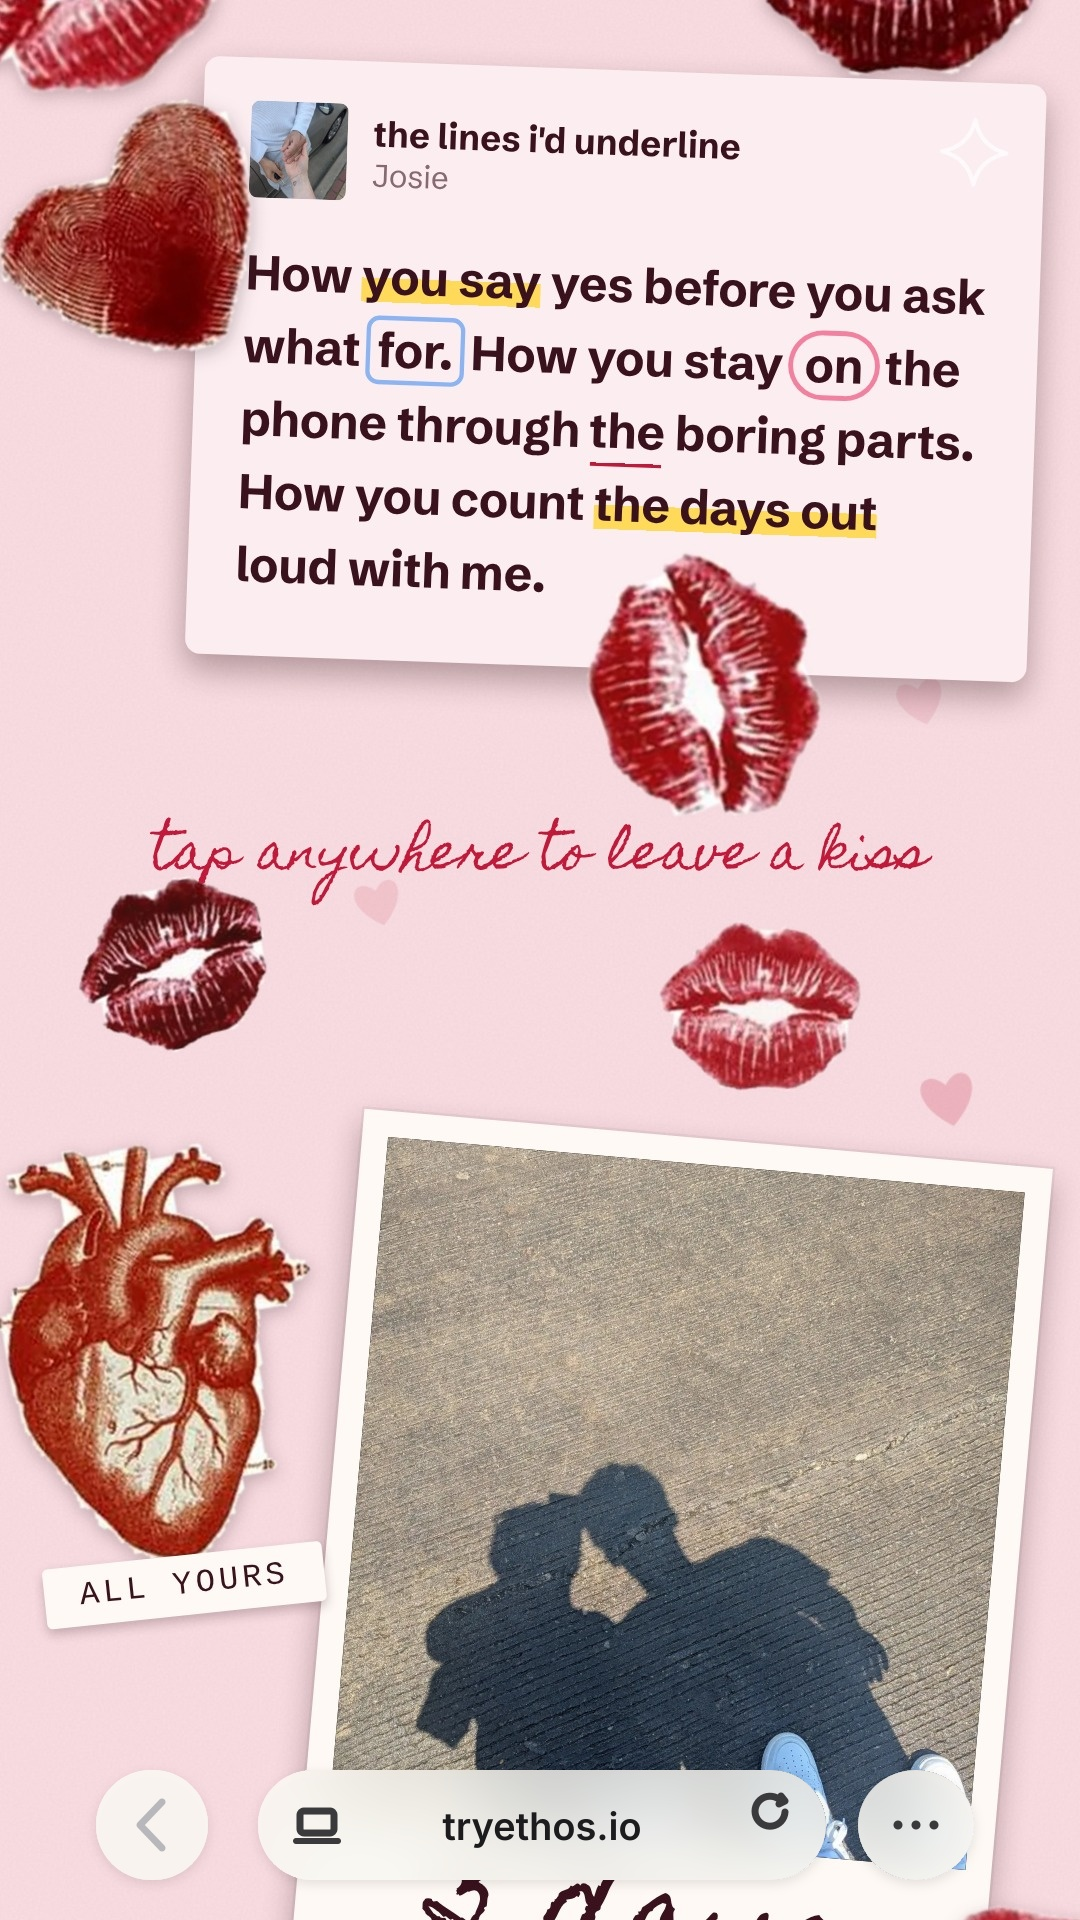 the lines i'd underline
Josie
How you say yes before you ask
what for. How you stay on the
phone through the boring parts.
How you count the days out
loud with me.
tap anywhere to leave a kiss
ALL YOURS
tryethos.io